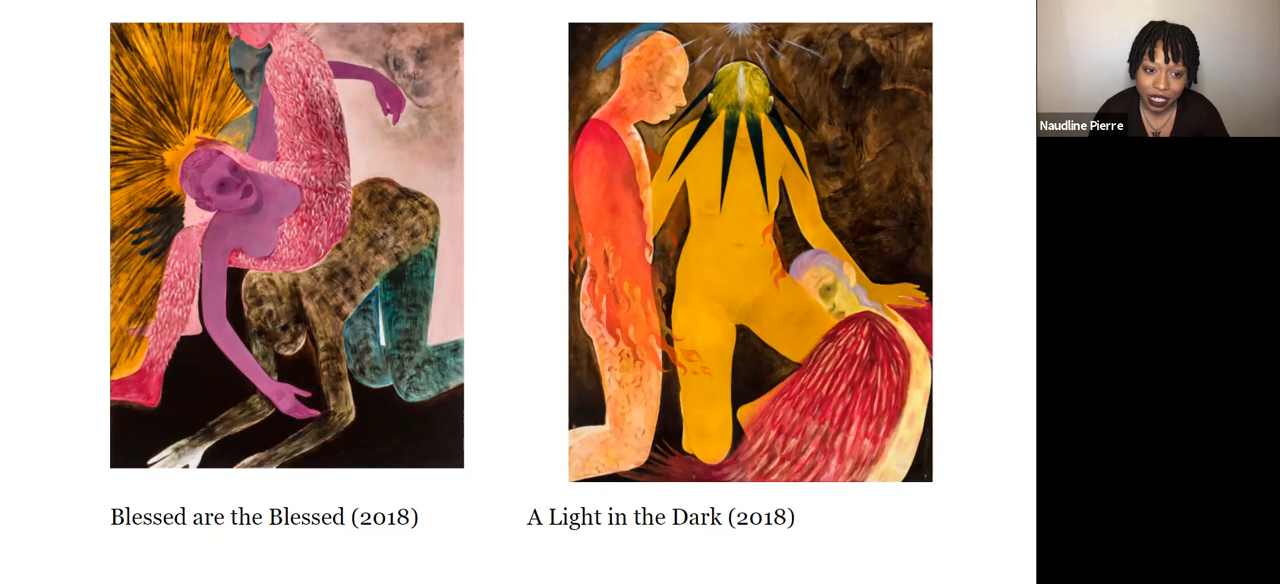 Naudline Pierre
Blessed are the Blessed (2018)
A Light in the Dark (2018)